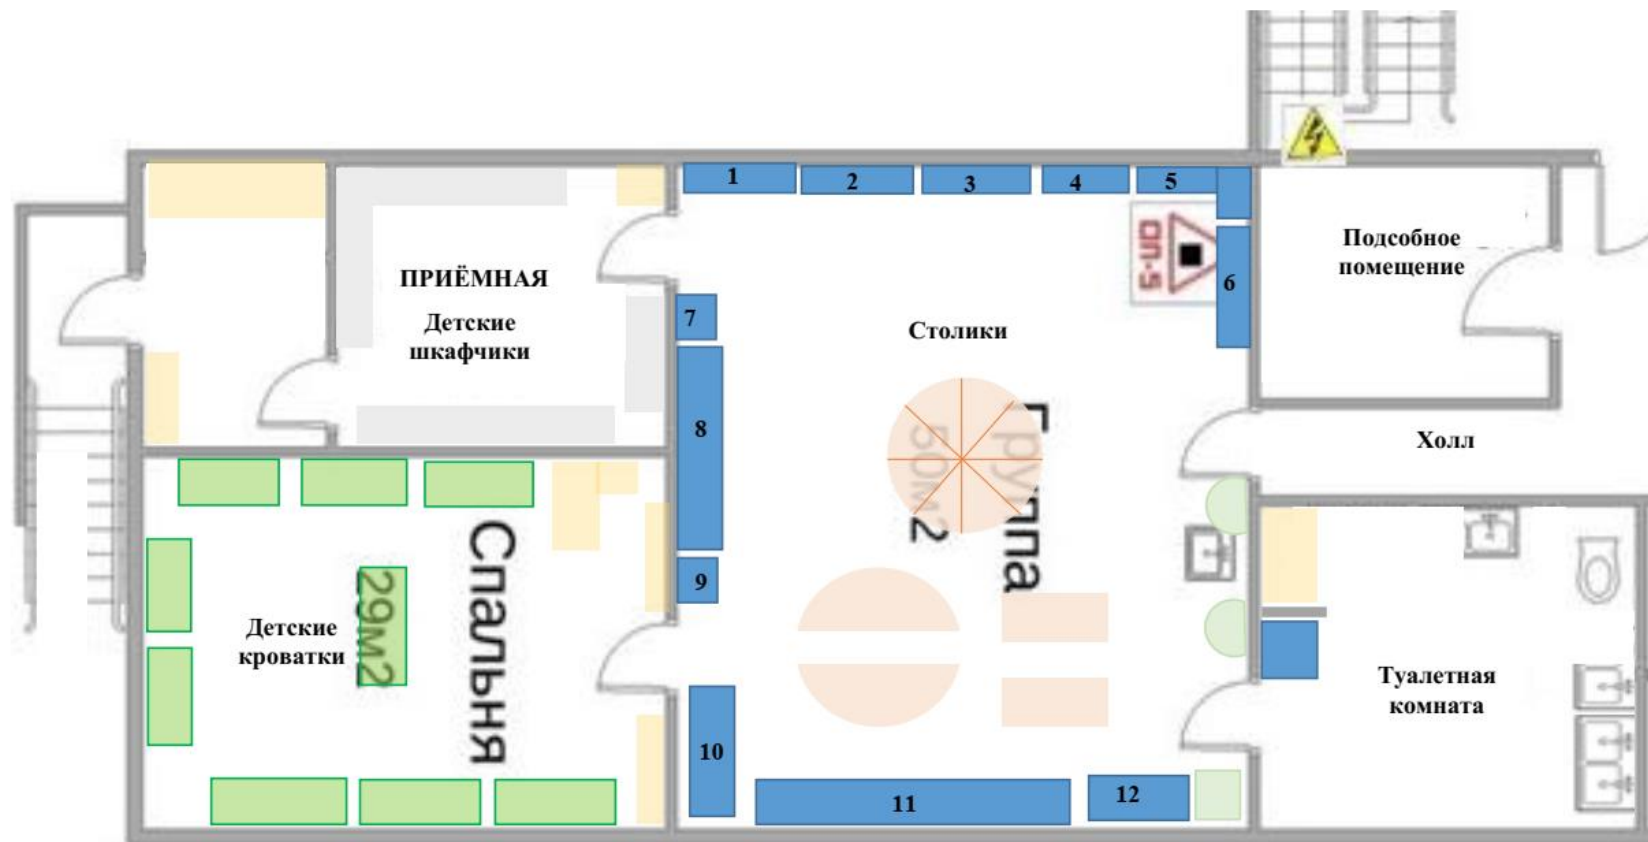 1
2
3
4
5
6
7
8
9
10
11
12
ПРИЁМНАЯ
Детские
шкафчики
Столики
Подсобное
помещение
Холл
Группа
50м2
Спальня
29м2
Детские
кроватки
Туалетная
комната
ОП-5